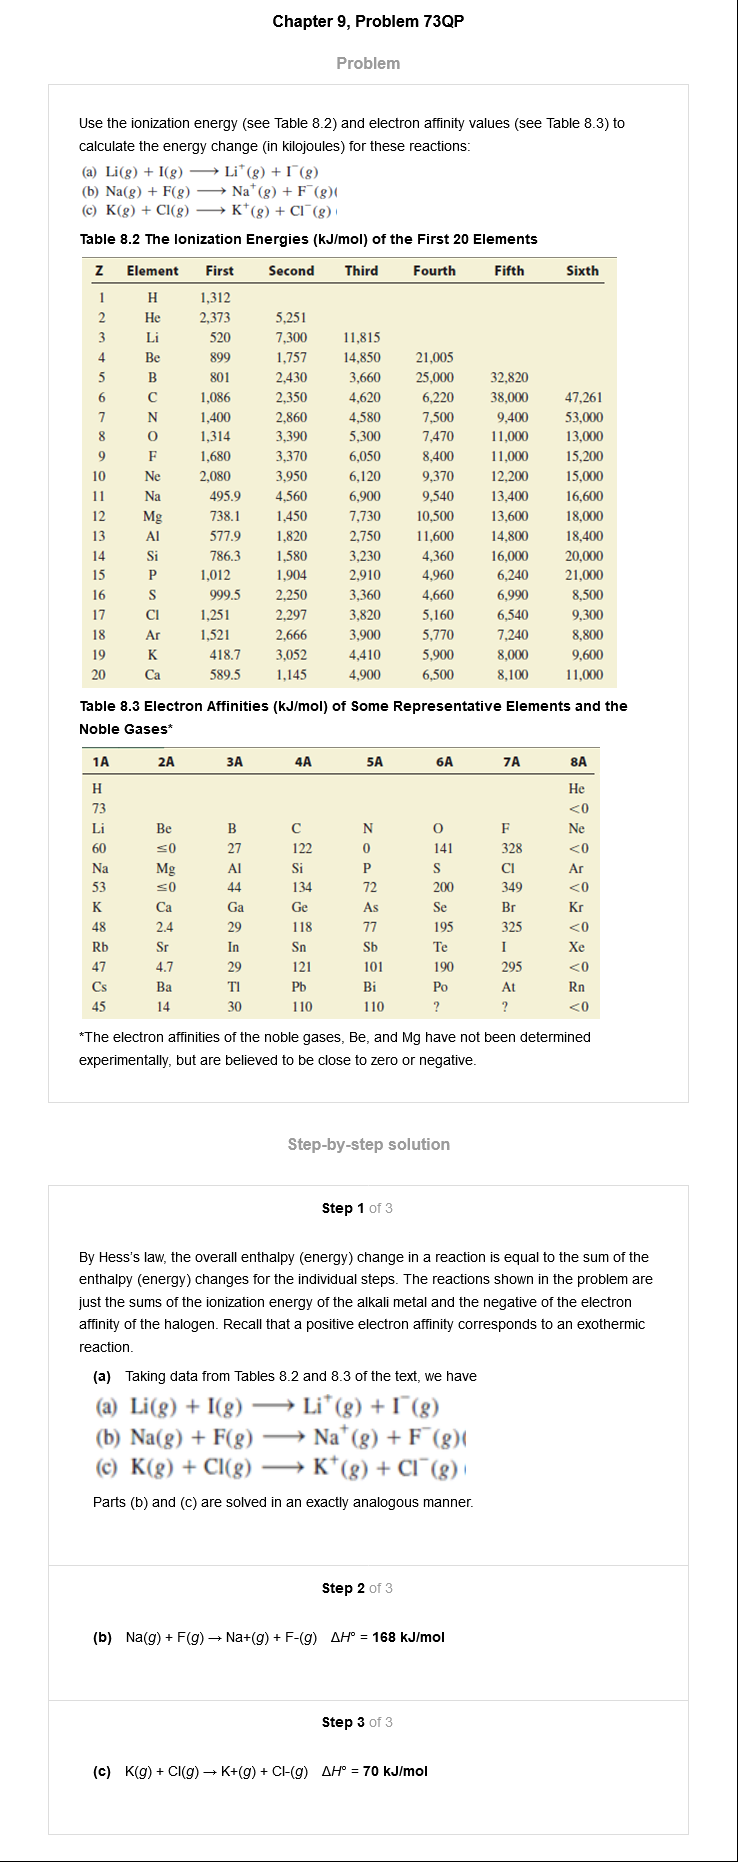 Chapter 9, Problem 73QP
Problem
Use the ionization energy (see Table 8.2) and electron affinity values (see Table 8.3) to
calculate the energy change (in kilojoules) for these reactions:
(a) Li(g) + I(g) ⟶ Li⁺(g) + I⁻(g)
(b) Na(g) + F(g) ⟶ Na⁺(g) + F⁻(g)(
(c) K(g) + Cl(g) ⟶ K⁺(g) + Cl⁻(g)
Table 8.2 The Ionization Energies (kJ/mol) of the First 20 Elements
Z Element First Second Third Fourth Fifth Sixth
1 H 1,312
2 He 2,373 5,251
3 Li 520 7,300 11,815
4 Be 899 1,757 14,850 21,005
5 B 801 2,430 3,660 25,000 32,820
6 C 1,086 2,350 4,620 6,220 38,000 47,261
7 N 1,400 2,860 4,580 7,500 9,400 53,000
8 O 1,314 3,390 5,300 7,470 11,000 13,000
9 F 1,680 3,370 6,050 8,400 11,000 15,200
10 Ne 2,080 3,950 6,120 9,370 12,200 15,000
11 Na 495.9 4,560 6,900 9,540 13,400 16,600
12 Mg 738.1 1,450 7,730 10,500 13,600 18,000
13 Al 577.9 1,820 2,750 11,600 14,800 18,400
14 Si 786.3 1,580 3,230 4,360 16,000 20,000
15 P 1,012 1,904 2,910 4,960 6,240 21,000
16 S 999.5 2,250 3,360 4,660 6,990 8,500
17 Cl 1,251 2,297 3,820 5,160 6,540 9,300
18 Ar 1,521 2,666 3,900 5,770 7,240 8,800
19 K 418.7 3,052 4,410 5,900 8,000 9,600
20 Ca 589.5 1,145 4,900 6,500 8,100 11,000
Table 8.3 Electron Affinities (kJ/mol) of Some Representative Elements and the
Noble Gases*
1A 2A 3A 4A 5A 6A 7A 8A
H He
73 <0
Li Be B C N O F Ne
60 ≤0 27 122 0 141 328 <0
Na Mg Al Si P S Cl Ar
53 ≤0 44 134 72 200 349 <0
K Ca Ga Ge As Se Br Kr
48 2.4 29 118 77 195 325 <0
Rb Sr In Sn Sb Te I Xe
47 4.7 29 121 101 190 295 <0
Cs Ba Tl Pb Bi Po At Rn
45 14 30 110 110 ? ? <0
*The electron affinities of the noble gases, Be, and Mg have not been determined
experimentally, but are believed to be close to zero or negative.
Step-by-step solution
Step 1 of 3
By Hess's law, the overall enthalpy (energy) change in a reaction is equal to the sum of the
enthalpy (energy) changes for the individual steps. The reactions shown in the problem are
just the sums of the ionization energy of the alkali metal and the negative of the electron
affinity of the halogen. Recall that a positive electron affinity corresponds to an exothermic
reaction.
(a) Taking data from Tables 8.2 and 8.3 of the text, we have
(a) Li(g) + I(g) ⟶ Li⁺(g) + I⁻(g)
(b) Na(g) + F(g) ⟶ Na⁺(g) + F⁻(g)(
(c) K(g) + Cl(g) ⟶ K⁺(g) + Cl⁻(g)
Parts (b) and (c) are solved in an exactly analogous manner.
Step 2 of 3
(b) Na(g) + F(g) → Na+(g) + F-(g) ΔH° = 168 kJ/mol
Step 3 of 3
(c) K(g) + Cl(g) → K+(g) + Cl-(g) ΔH° = 70 kJ/mol